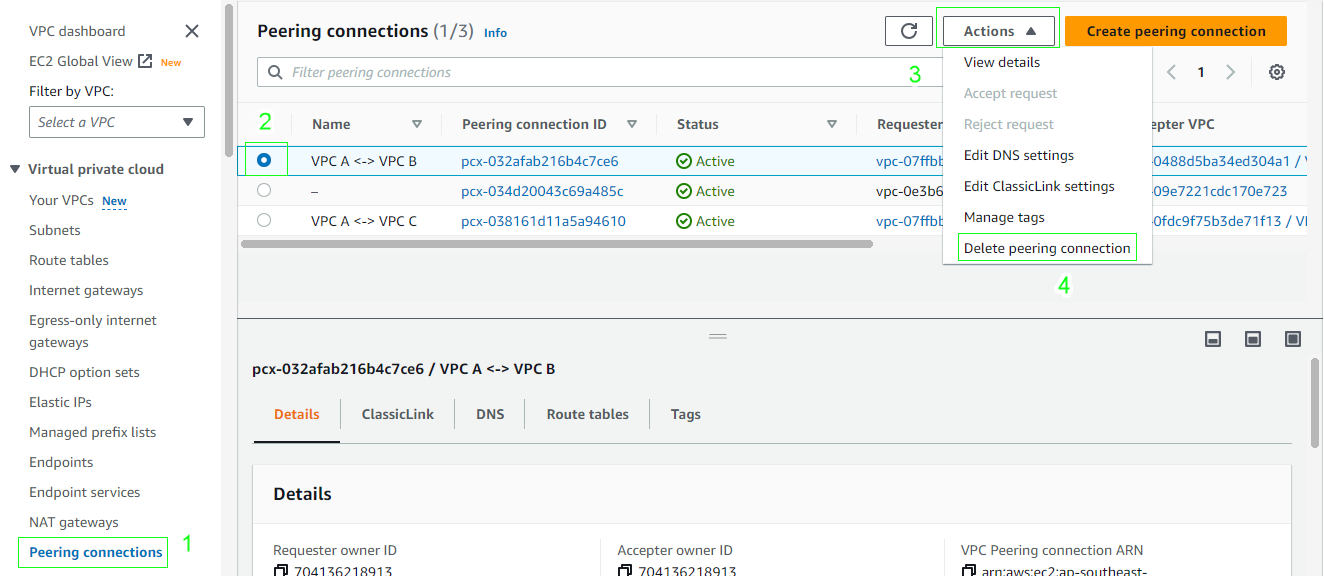 VPC dashboard
EC2 Global View New
Filter by VPC:
Select a VPC
Virtual private cloud
Your VPCs New
Subnets
Route tables
Internet gateways
Egress-only internet
gateways
DHCP option sets
Elastic IPs
Managed prefix lists
Endpoints
Endpoint services
NAT gateways
Peering connections 1
Peering connections (1/3) Info
Actions
Create peering connection
Filter peering connections
3
1
View details
Accept request
Reject request
Edit DNS settings
Edit ClassicLink settings
Manage tags
Delete peering connection
4
2
Name Peering connection ID Status Requester epter VPC
VPC A <-> VPC B pcx-032afab216b4c7ce6 Active vpc-07ffbb 0488d5ba34ed304a1 / V
– pcx-034d20043c69a485c Active vpc-0e3b6 09e7221cdc170e723
VPC A <-> VPC C pcx-038161d11a5a94610 Active vpc-07ffbb 0fdc9f75b3de71f13 / VI
pcx-032afab216b4c7ce6 / VPC A <-> VPC B
Details ClassicLink DNS Route tables Tags
Details
Requester owner ID Accepter owner ID VPC Peering connection ARN
704136218913 704136218913 arn:aws:ec2:ap-southeast-